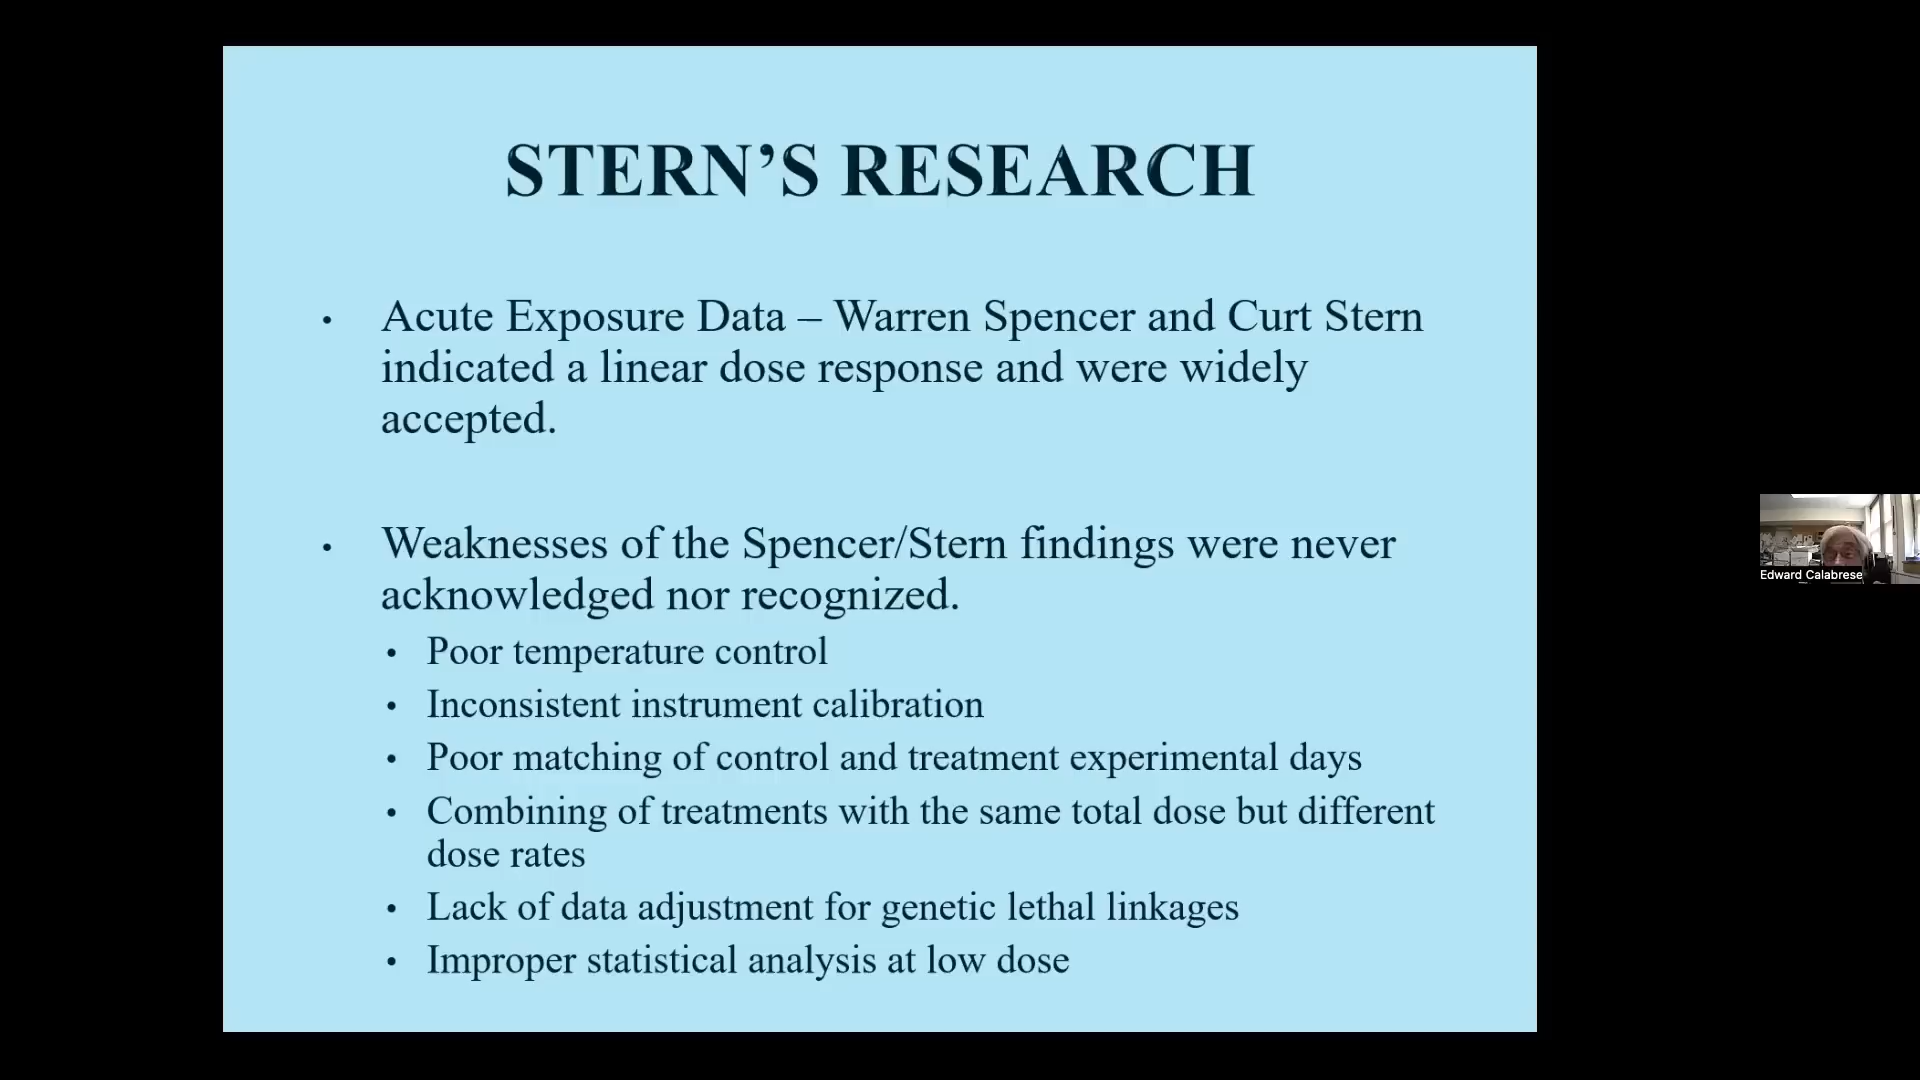 STERN’S RESEARCH
• Acute Exposure Data – Warren Spencer and Curt Stern
indicated a linear dose response and were widely
accepted.
• Weaknesses of the Spencer/Stern findings were never
acknowledged nor recognized.
• Poor temperature control
• Inconsistent instrument calibration
• Poor matching of control and treatment experimental days
• Combining of treatments with the same total dose but different
dose rates
• Lack of data adjustment for genetic lethal linkages
• Improper statistical analysis at low dose
Edward Calabrese